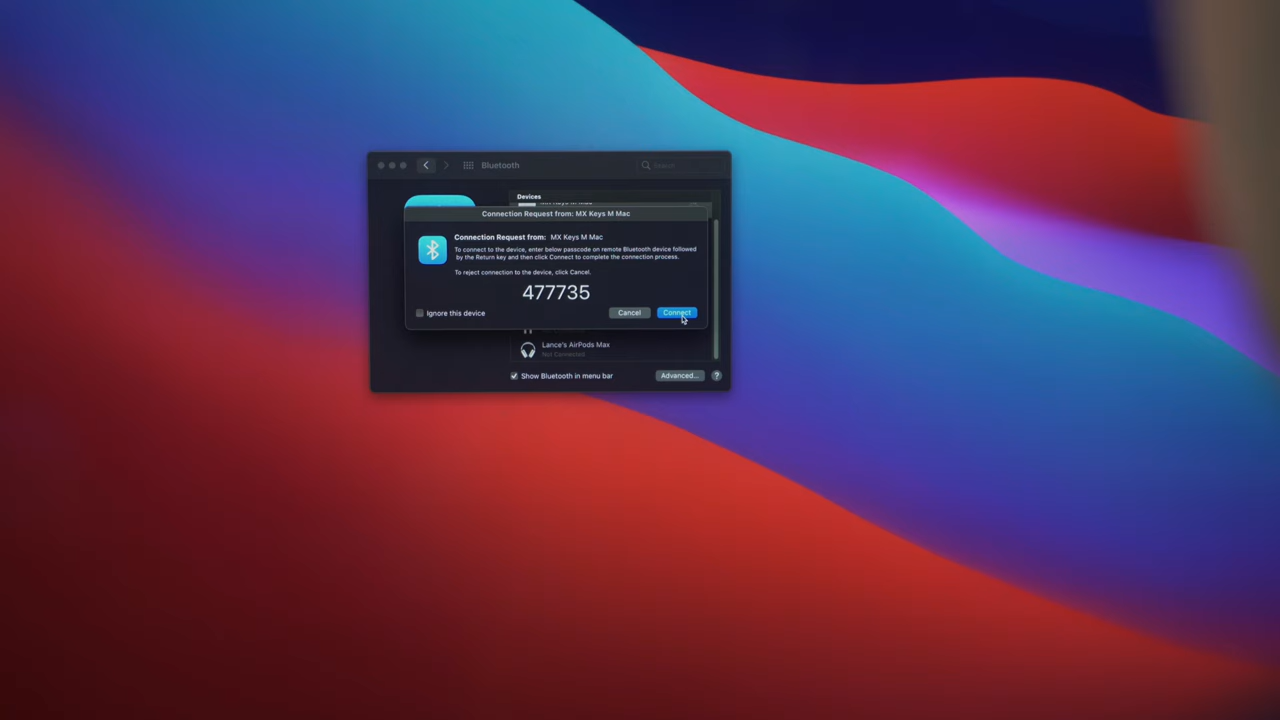 Bluetooth
Search
Devices
Connection Request from: MX Keys M Mac
Connection Request from: MX Keys M Mac
To connect to the device, enter below passcode on remote Bluetooth device followed
by the Return key and then click Connect to complete the connection process.
To reject connection to the device, click Cancel.
477735
Ignore this device
Cancel
Connect
Lance's AirPods Max
Not Connected
Show Bluetooth in menu bar
Advanced...
?